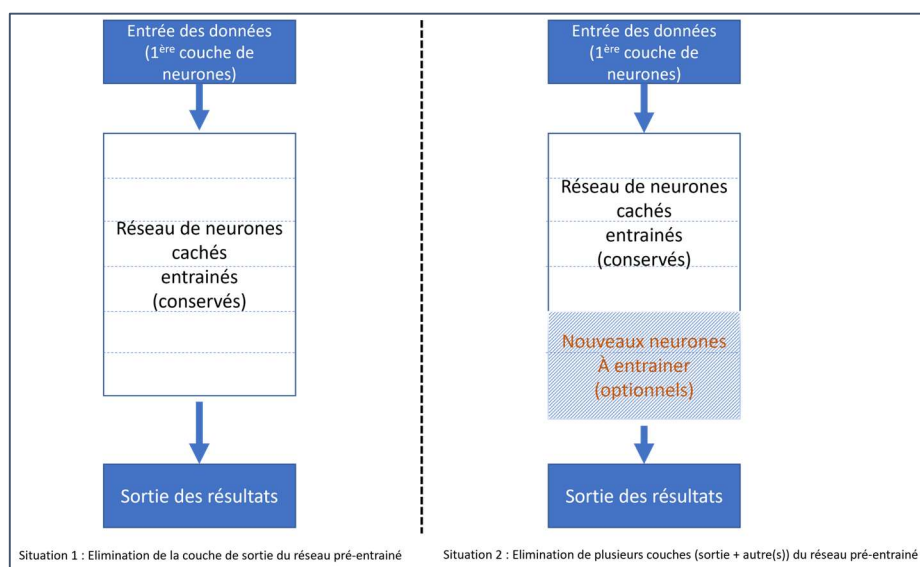 Entrée des données
(1ère couche de
neurones)
Réseau de neurones
cachés
entrainés
(conservés)
Sortie des résultats
Situation 1 : Elimination de la couche de sortie du réseau pré-entrainé
Entrée des données
(1ère couche de
neurones)
Réseau de neurones
cachés
entrainés
(conservés)
Nouveaux neurones
À entrainer
(optionnels)
Sortie des résultats
Situation 2 : Elimination de plusieurs couches (sortie + autre(s)) du réseau pré-entrainé